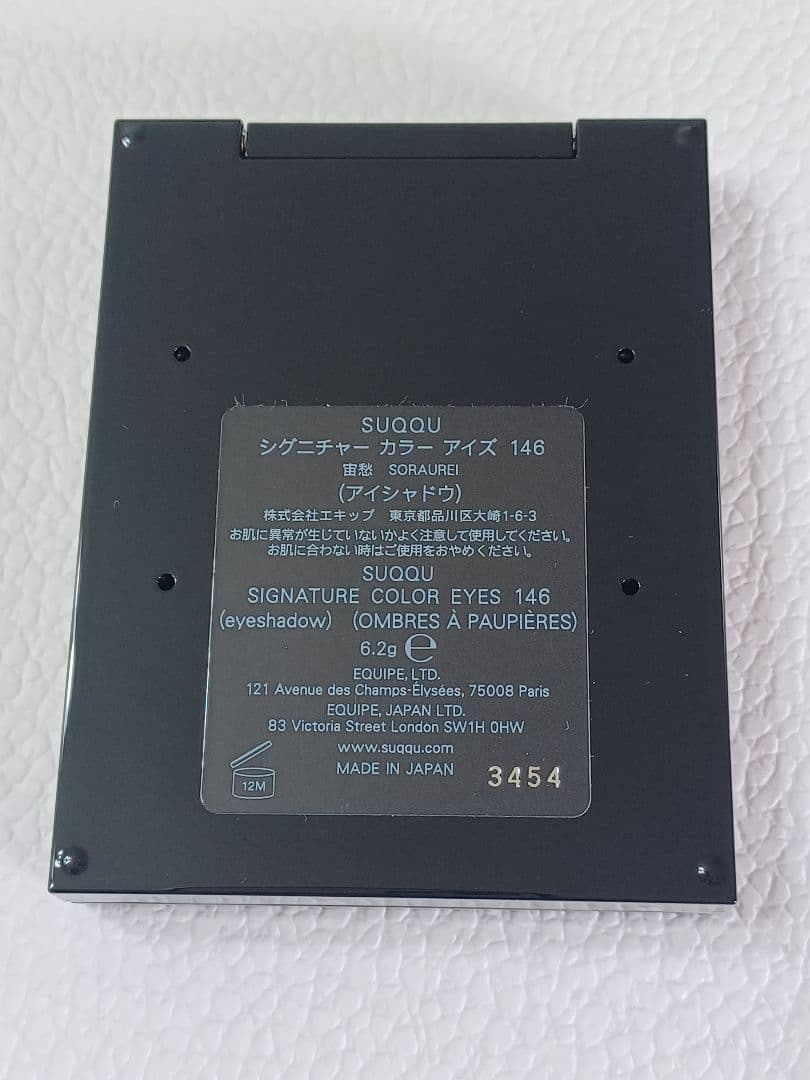 SUQQU
シグニチャー カラー アイズ 146
宙愁 SORAUREI
(アイシャドウ)
株式会社エキップ 東京都品川区大崎1-6-3
お肌に異常が生じていないかよく注意して使用してください。
お肌に合わない時はご使用をおやめください。
SUQQU
SIGNATURE COLOR EYES 146
(eyeshadow) (OMBRES À PAUPIÈRES)
6.2g ℮
EQUIPE, LTD.
121 Avenue des Champs-Élysées, 75008 Paris
EQUIPE, JAPAN LTD.
83 Victoria Street London SW1H 0HW
www.suqqu.com
MADE IN JAPAN 3454
12M